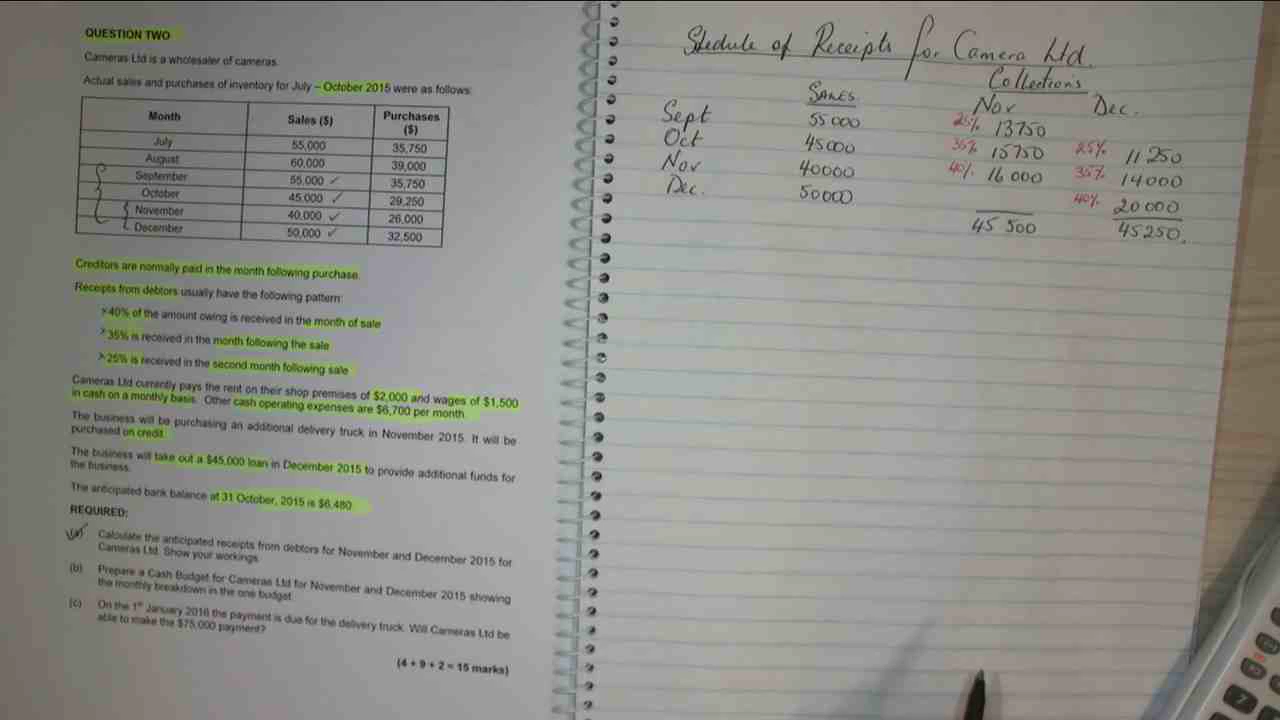 QUESTION TWO
Cameras Ltd is a wholesaler of cameras.
Actual sales and purchases of inventory for July – October 2015 were as follows:
Month Sales ($) Purchases ($)
July 55,000 35,750
August 60,000 39,000
September 55,000 ✓ 35,750
October 45,000 ✓ 29,250
November 40,000 ✓ 26,000
December 50,000 ✓ 32,500
Creditors are normally paid in the month following purchase.
Receipts from debtors usually have the following pattern:
40% of the amount owing is received in the month of sale
35% is received in the month following the sale
25% is received in the second month following sale
Cameras Ltd currently pays the rent on their shop premises of $2,000 and wages of $1,500
in cash on a monthly basis. Other cash operating expenses are $6,700 per month.
The business will be purchasing an additional delivery truck in November 2015. It will be
purchased on credit.
The business will take out a $45,000 loan in December 2015 to provide additional funds for
the business.
The anticipated bank balance at 31 October, 2015 is $6,480.
REQUIRED:
(a) Calculate the anticipated receipts from debtors for November and December 2015 for
Cameras Ltd. Show your workings.
(b) Prepare a Cash Budget for Cameras Ltd for November and December 2015 showing
the monthly breakdown in the one budget.
(c) On the 1st January 2016 the payment is due for the delivery truck. Will Cameras Ltd be
able to make the $75,000 payment?
(4 + 9 + 2 = 15 marks)
Shedule of Receipts for Camera Ltd.
Collections
SALES Nov Dec.
Sept 55000 25% 13750
Oct 45000 35% 15750 25% 11250
Nov 40000 40% 16000 35% 14000
Dec. 50000 40% 20000
45500 45250.
7